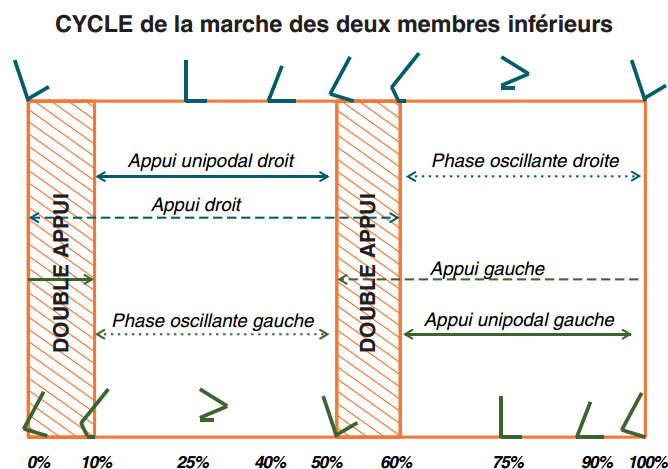 CYCLE de la marche des deux membres inférieurs
Appui unipodal droit
Phase oscillante droite
Appui droit
DOUBLE APPUI
DOUBLE APPUI
Appui gauche
Phase oscillante gauche
Appui unipodal gauche
0% 10% 25% 40% 50% 60% 75% 90% 100%